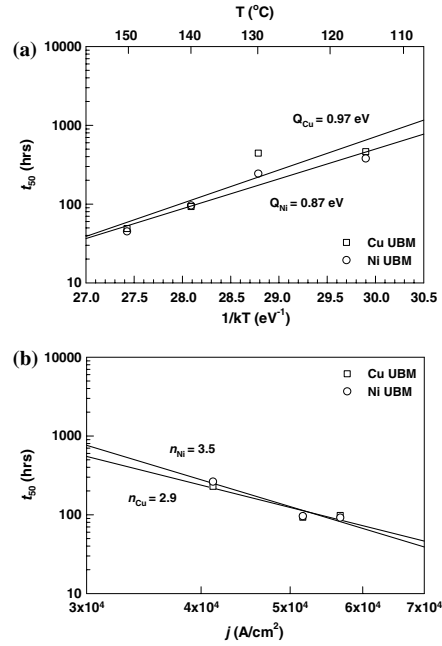 (a)
T (°C)
150 140 130 120 110
10000
1000
100
10
t50 (hrs)
QCu = 0.97 eV
QNi = 0.87 eV
Cu UBM
Ni UBM
27.0 27.5 28.0 28.5 29.0 29.5 30.0 30.5
1/kT (eV-1)
(b)
10000
1000
100
10
t50 (hrs)
Cu UBM
Ni UBM
nNi = 3.5
nCu = 2.9
3x10⁴ 4x10⁴ 5x10⁴ 6x10⁴ 7x10⁴
j (A/cm²)